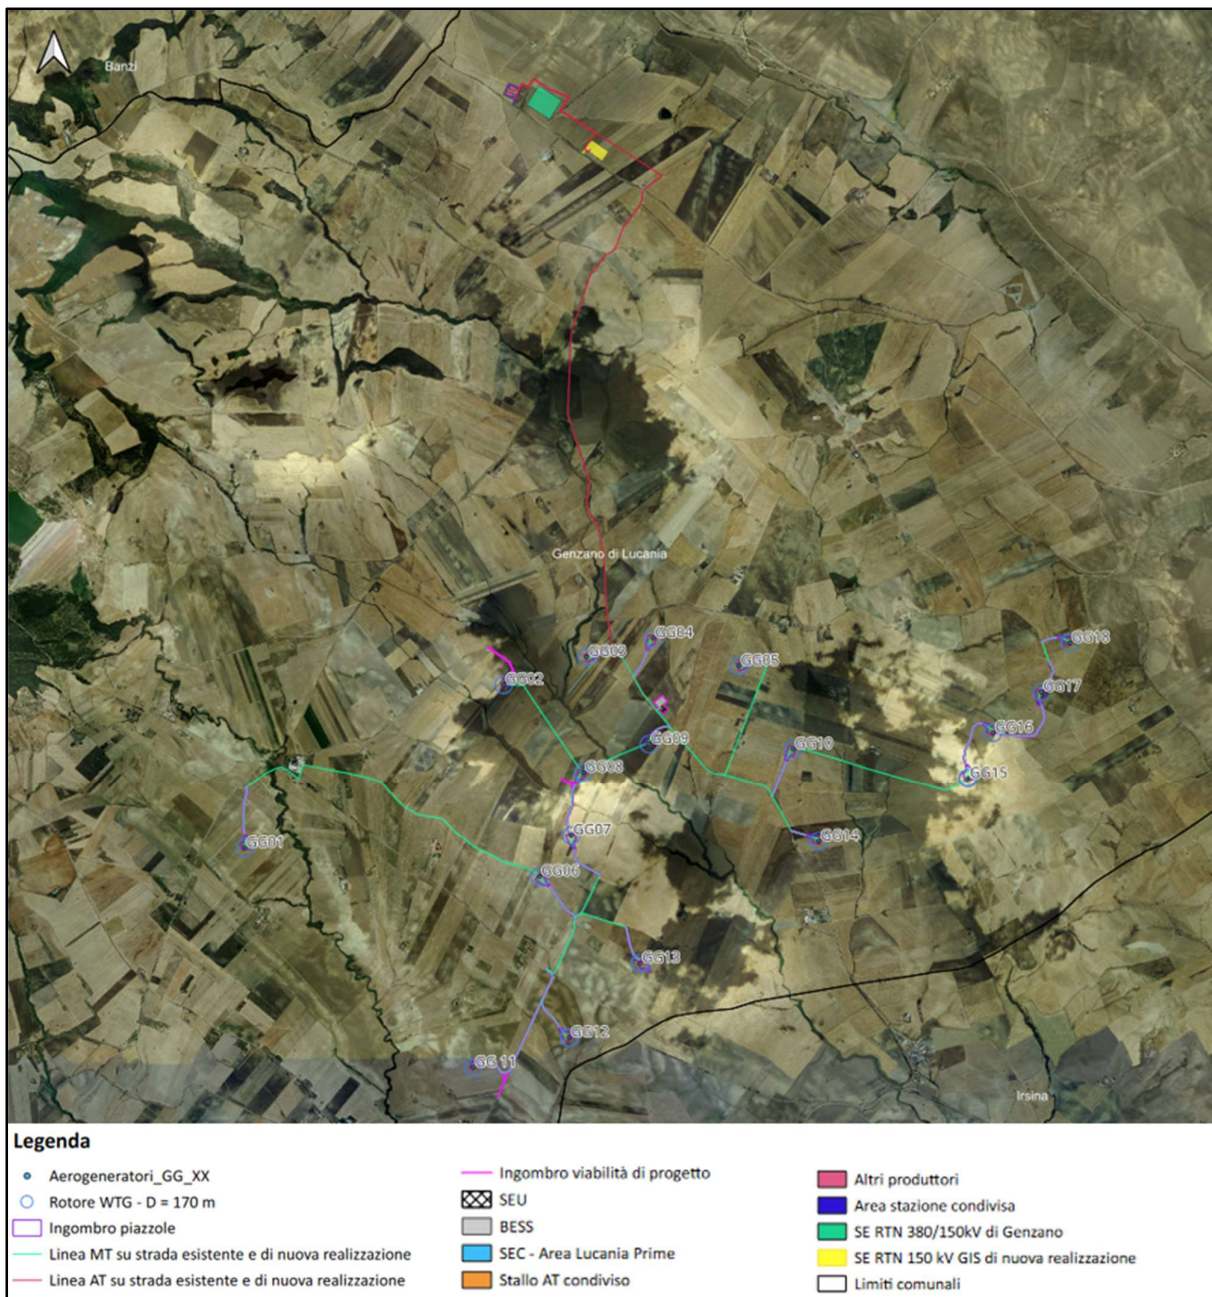 Banzi
Genzano di Lucania
GG04
GG03
GG05
GG18
GG02
GG17
GG16
GG09
GG10
GG08
GG15
GG07
GG01
GG14
GG06
GG13
GG12
GG 11
Irsina
Legenda
Aerogeneratori_GG_XX
Rotore WTG - D = 170 m
Ingombro piazzole
Linea MT su strada esistente e di nuova realizzazione
Linea AT su strada esistente e di nuova realizzazione
Ingombro viabilità di progetto
SEU
BESS
SEC - Area Lucania Prime
Stallo AT condiviso
Altri produttori
Area stazione condivisa
SE RTN 380/150kV di Genzano
SE RTN 150 kV GIS di nuova realizzazione
Limiti comunali